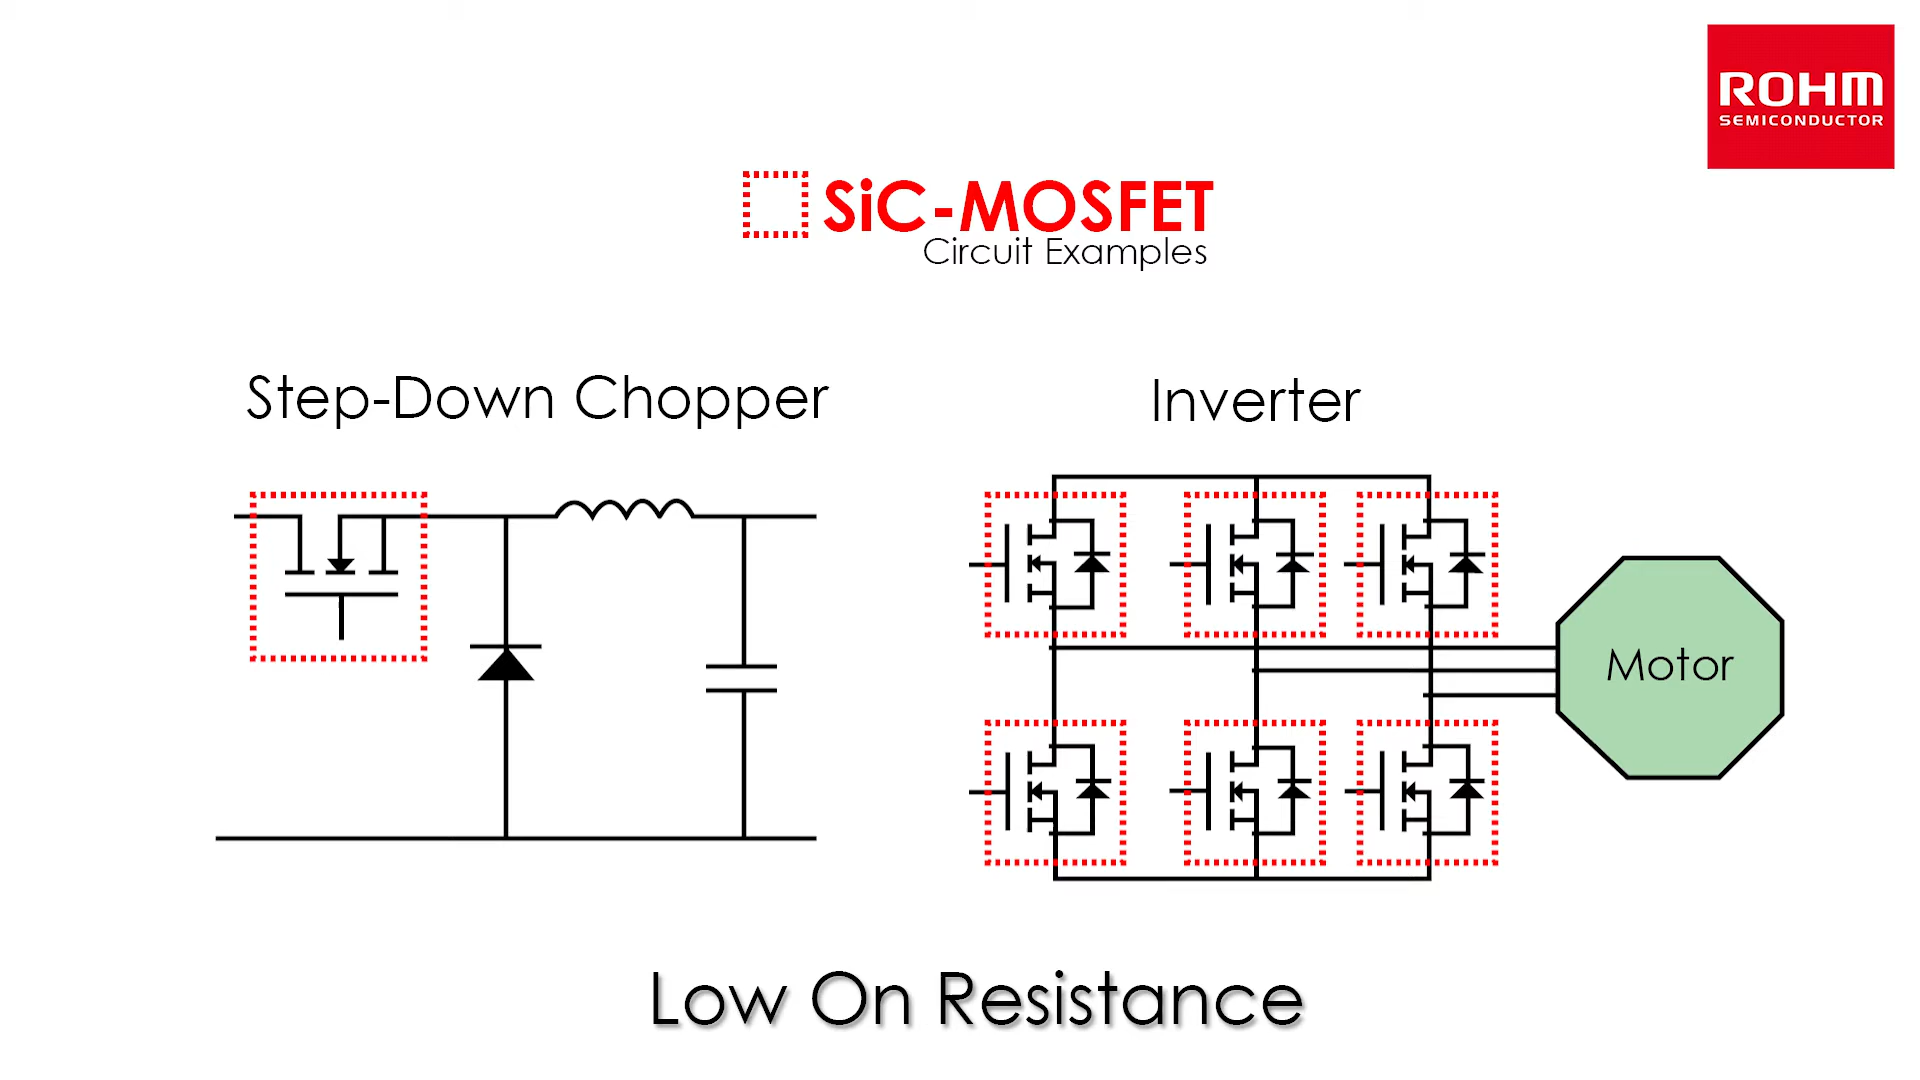 ROHM
SEMICONDUCTOR
SiC-MOSFET
Circuit Examples
Step-Down Chopper
Inverter
Motor
Low On Resistance